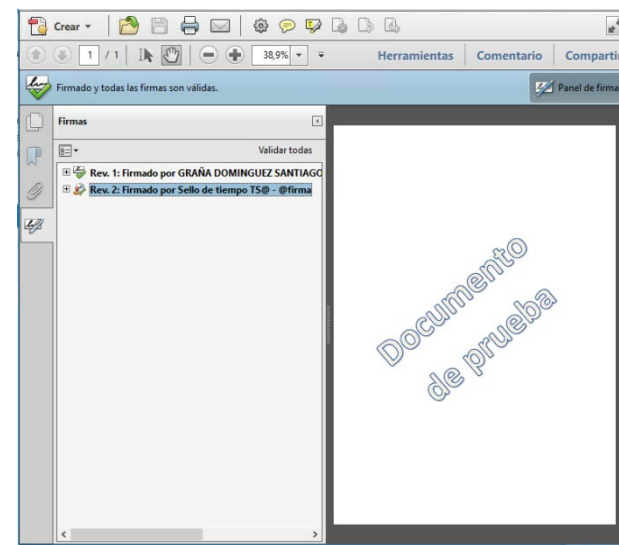 Crear
1 / 1
38,9%
Herramientas Comentario Compartir
Firmado y todas las firmas son válidas.
Panel de firma
Firmas
Validar todas
Rev. 1: Firmado por GRAÑA DOMINGUEZ SANTIAGO
Rev. 2: Firmado por Sello de tiempo TS@ - @firma
Documento
de prueba